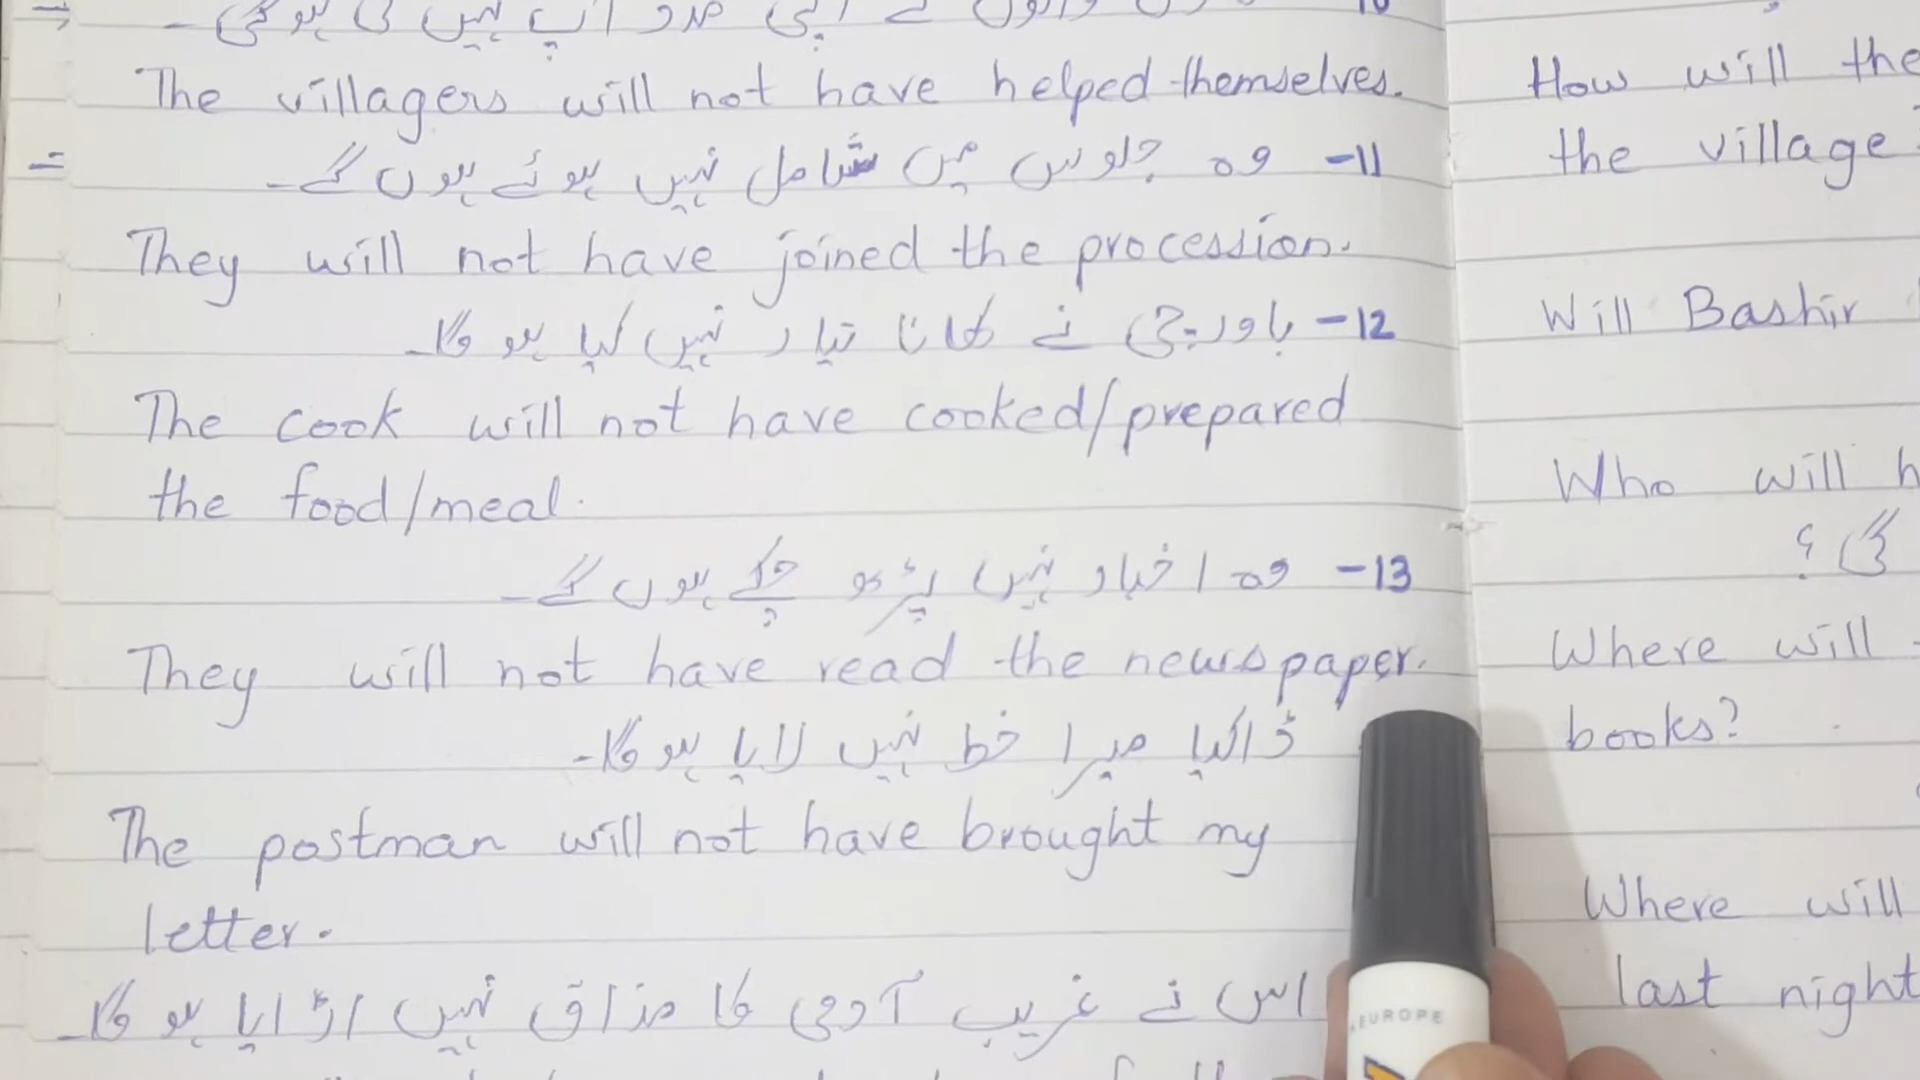 The villagers will not have helped themselves.
11- وہ جلوس میں شامل نہیں ہوئے ہوں گے۔
They will not have joined the procession.
12- باورچی نے کھانا تیار نہیں کیا ہو گا۔
The cook will not have cooked/prepared
the food/meal.
13- وہ اخبار نہیں پڑھ چکے ہوں گے۔
They will not have read the newspaper.
ڈاکیا میرا خط نہیں لایا ہو گا۔
The postman will not have brought my
letter.
اس نے غریب آدمی کا مذاق نہیں اڑایا ہو گا۔
How will the
the village
Will Bashir
Who will h
گی؟
Where will
books?
Where will
last night
EUROPE